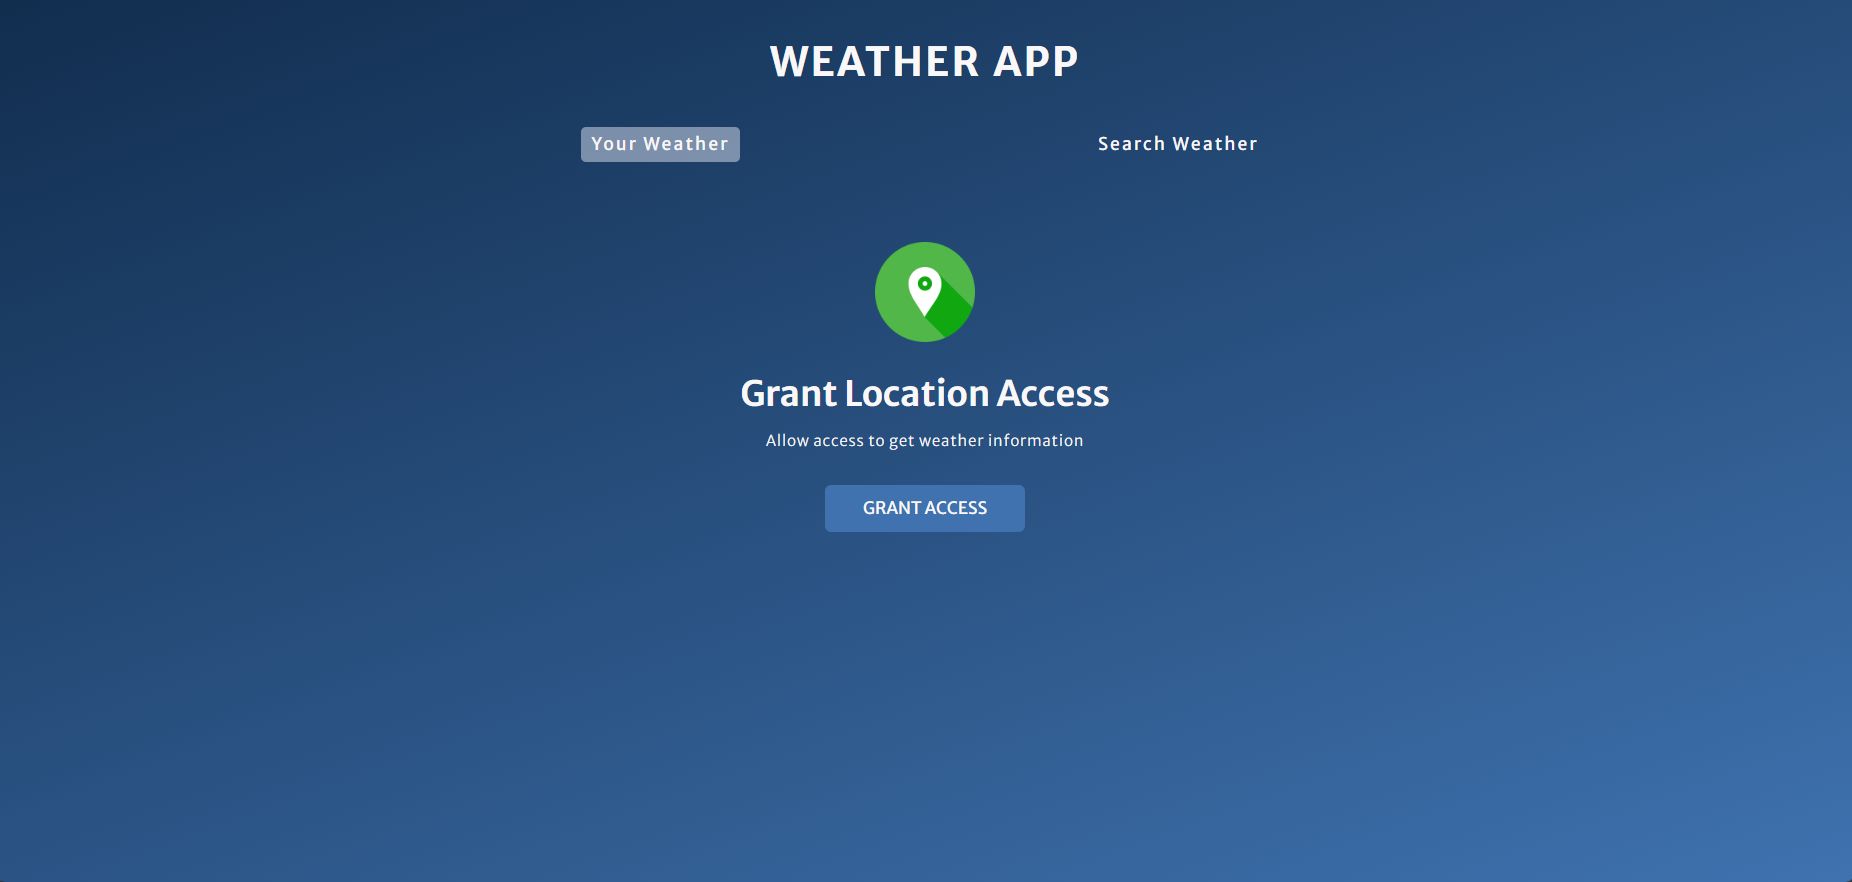 WEATHER APP
Your Weather
Search Weather
Grant Location Access
Allow access to get weather information
GRANT ACCESS